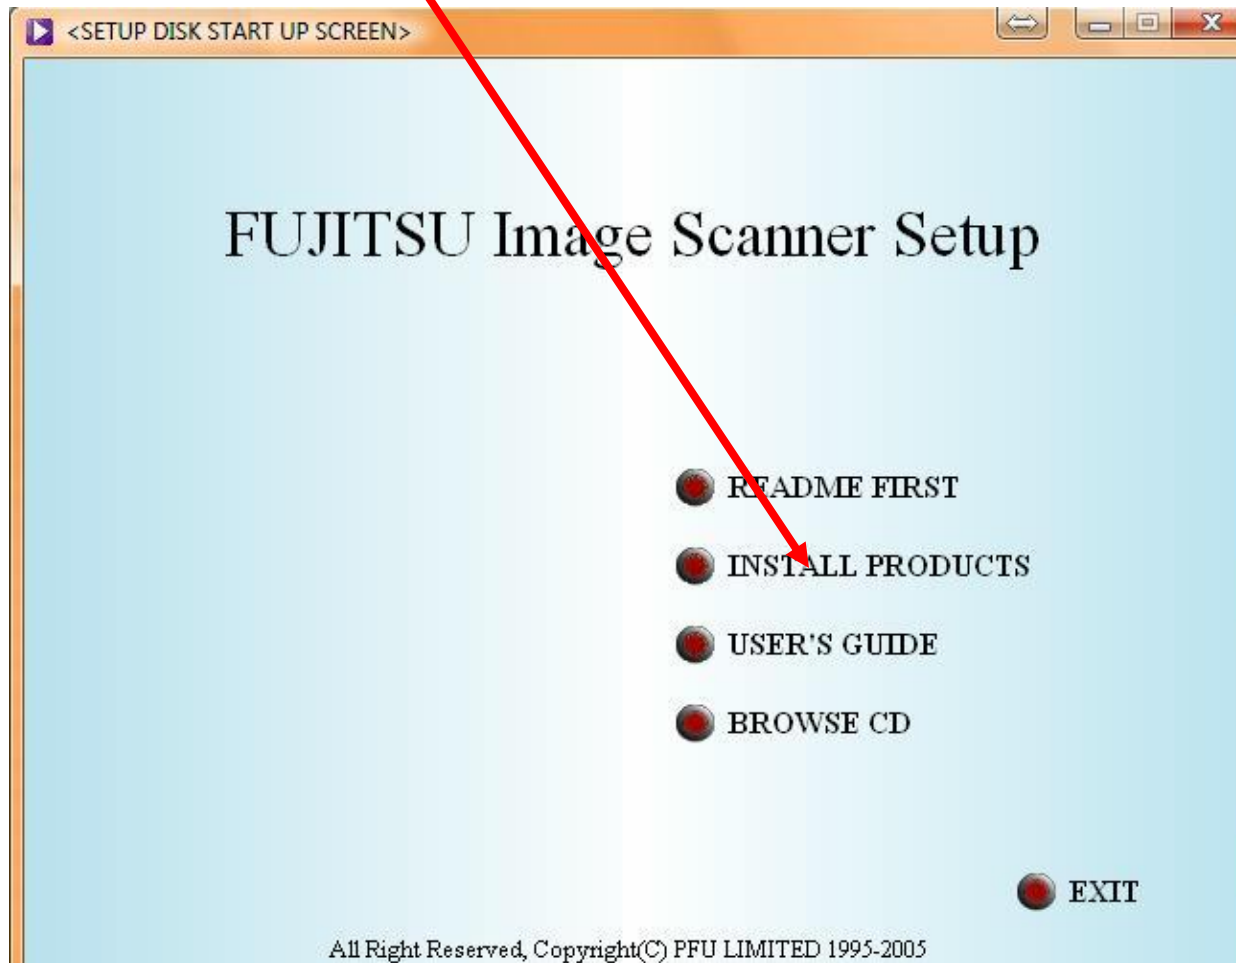 <SETUP DISK START UP SCREEN>
FUJITSU Image Scanner Setup
README FIRST
INSTALL PRODUCTS
USER'S GUIDE
BROWSE CD
EXIT
All Right Reserved, Copyright(C) PFU LIMITED 1995-2005